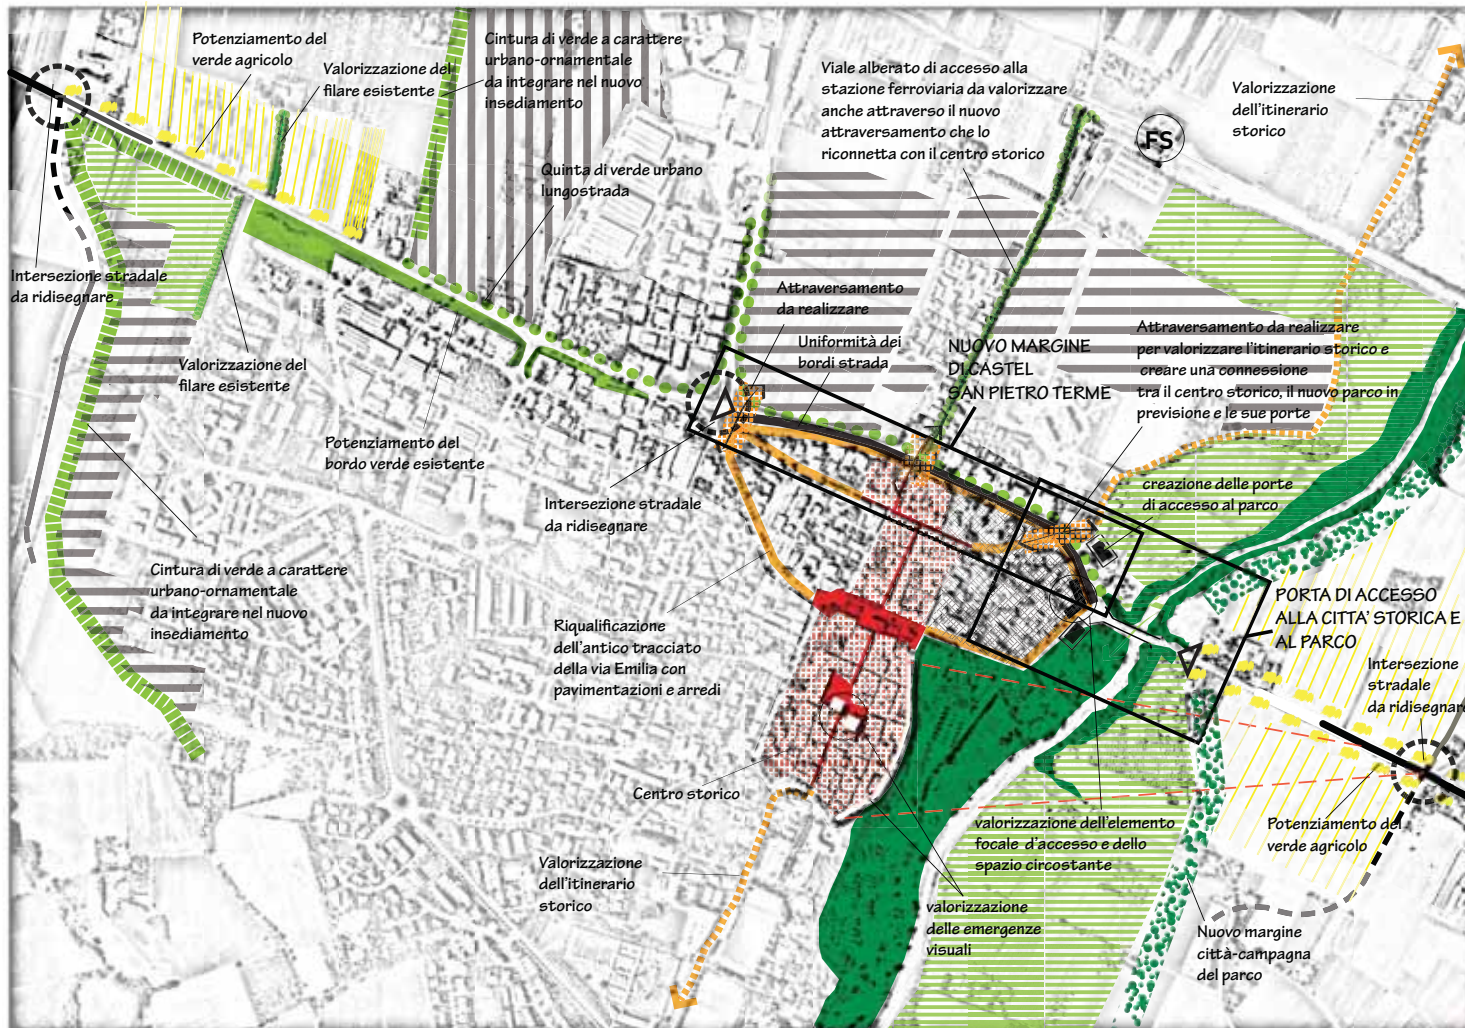 Potenziamento del
verde agricolo
Valorizzazione del
filare esistente
Cintura di verde a carattere
urbano-ornamentale
da integrare nel nuovo
insediamento
Viale alberato di accesso alla
stazione ferroviaria da valorizzare
anche attraverso il nuovo
attraversamento che lo
riconnetta con il centro storico
FS
Valorizzazione
dell'itinerario
storico
Quinta di verde urbano
lungostrada
Intersezione stradale
da ridisegnare
Attraversamento
da realizzare
Uniformità dei
bordi strada
NUOVO MARGINE
DI CASTEL
SAN PIETRO TERME
Attraversamento da realizzare
per valorizzare l'itinerario storico e
creare una connessione
tra il centro storico, il nuovo parco in
previsione e le sue porte
Valorizzazione del
filare esistente
Potenziamento del
bordo verde esistente
Intersezione stradale
da ridisegnare
creazione delle porte
di accesso al parco
Cintura di verde a carattere
urbano-ornamentale
da integrare nel nuovo
insediamento
Riqualificazione
dell'antico tracciato
della via Emilia con
pavimentazioni e arredi
PORTA DI ACCESSO
ALLA CITTA' STORICA E
AL PARCO
Intersezione
stradale
da ridisegnare
Centro storico
valorizzazione dell'elemento
focale d'accesso e dello
spazio circostante
Potenziamento del
verde agricolo
Valorizzazione
dell'itinerario
storico
valorizzazione
delle emergenze
visuali
Nuovo margine
città-campagna
del parco